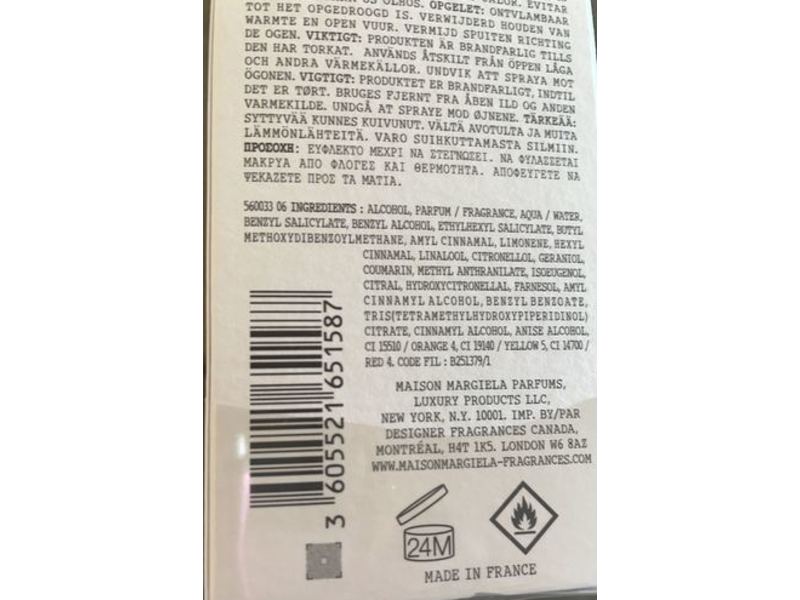 CALOR. EVITAR
OLHOS. OPGELET: ONTVLAMBAAR
TOT HET OPGEDROOGD IS. VERWIJDERD HOUDEN VAN
WARMTE EN OPEN VUUR. VERMIJD SPUITEN RICHTING
DE OGEN. VIKTIGT: PRODUKTEN ÄR BRANDFARLIG TILLS
DEN HAR TORKAT. ANVÄNDS ÅTSKILT FRÅN ÖPPEN LÅGA
OCH ANDRA VÄRMEKÄLLOR. UNDVIK ATT SPRAYA MOT
ÖGONEN. VIGTIGT: PRODUKTET ER BRANDFARLIGT, INDTIL
DET ER TØRT. BRUGES FJERNT FRA ÅBEN ILD OG ANDEN
VARMEKILDE. UNDGÅ AT SPRAYE MOD ØJNENE. TÄRKEÄÄ:
SYTTYVÄÄ KUNNES KUIVUNUT. VÄLTÄ AVOTULTA JA MUITA
LÄMMÖNLÄHTEITÄ. VARO SUIHKUTTAMASTA SILMIIN.
ΠΡΟΣΟΧΗ: ΕΥΦΛΕΚΤΟ ΜΕΧΡΙ ΝΑ ΣΤΕΓΝΩΣΕΙ. ΝΑ ΦΥΛΑΣΣΕΤΑΙ
ΜΑΚΡΥΑ ΑΠΟ ΦΛΟΓΕΣ ΚΑΙ ΘΕΡΜΟΤΗΤΑ. ΑΠΟΦΕΥΓΕΤΕ ΝΑ
ΨΕΚΑΖΕΤΕ ΠΡΟΣ ΤΑ ΜΑΤΙΑ.
560033 06 INGREDIENTS : ALCOHOL, PARFUM / FRAGRANCE, AQUA / WATER,
BENZYL SALICYLATE, BENZYL ALCOHOL, ETHYLHEXYL SALICYLATE, BUTYL
METHOXYDIBENZOYLMETHANE, AMYL CINNAMAL, LIMONENE, HEXYL
CINNAMAL, LINALOOL, CITRONELLOL, GERANIOL,
COUMARIN, METHYL ANTHRANILATE, ISOEUGENOL,
CITRAL, HYDROXYCITRONELLAL, FARNESOL, AMYL
CINNAMYL ALCOHOL, BENZYL BENZOATE,
TRIS(TETRAMETHYLHYDROXYPIPERIDINOL)
CITRATE, CINNAMYL ALCOHOL, ANISE ALCOHOL,
CI 15510 / ORANGE 4, CI 19140 / YELLOW 5, CI 14700 /
RED 4. CODE FIL : B251379/1
3 605521 651587
MAISON MARGIELA PARFUMS,
LUXURY PRODUCTS LLC,
NEW YORK, N.Y. 10001. IMP. BY/PAR
DESIGNER FRAGRANCES CANADA,
MONTRÉAL, H4T 1K5. LONDON W6 8AZ
WWW.MAISONMARGIELA-FRAGRANCES.COM
24M
MADE IN FRANCE